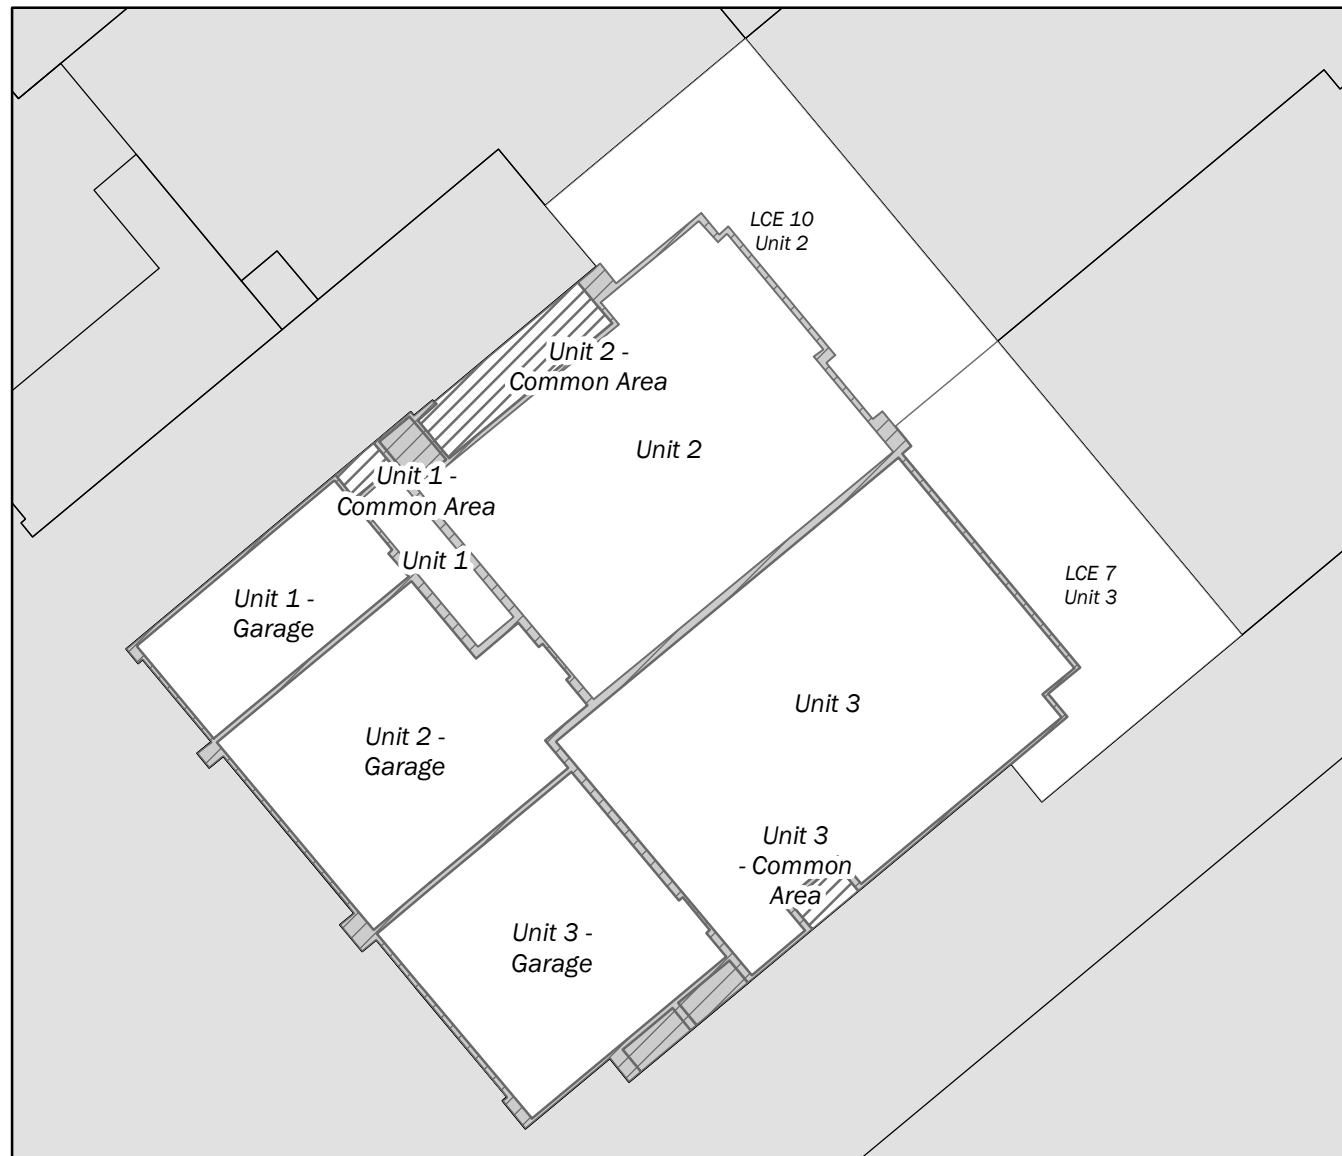 LCE 10
Unit 2
Unit 2 -
Common Area
Unit 2
Unit 1 -
Common Area
Unit 1
LCE 7
Unit 3
Unit 1 -
Garage
Unit 3
Unit 2 -
Garage
Unit 3
- Common
Area
Unit 3 -
Garage